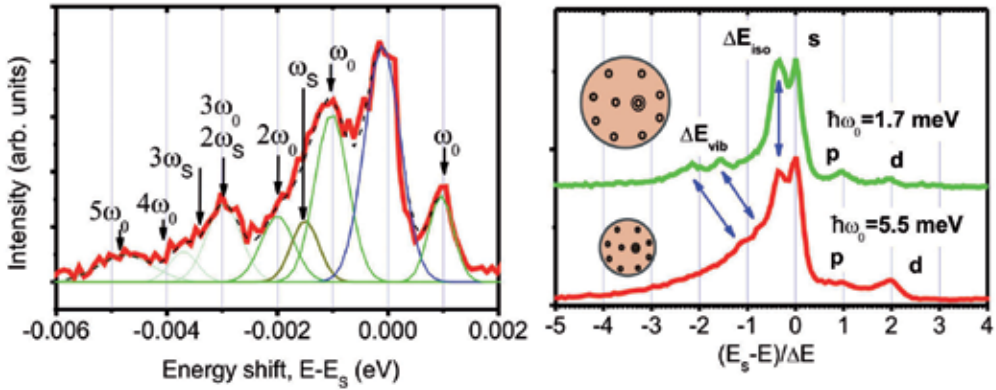 Intensity (arb. units)
5ω₀
4ω₀
3ωₛ
3ω₀
2ωₛ
2ω₀
ωₛ
ω₀
ω₀
-0.006 -0.004 -0.002 0.000 0.002
Energy shift, E-Eₛ (eV)
ΔE_iso s
ΔE_vib
ħω₀=1.7 meV
p d
ħω₀=5.5 meV
p d
-5 -4 -3 -2 -1 0 1 2 3 4
(Eₛ-E)/ΔE